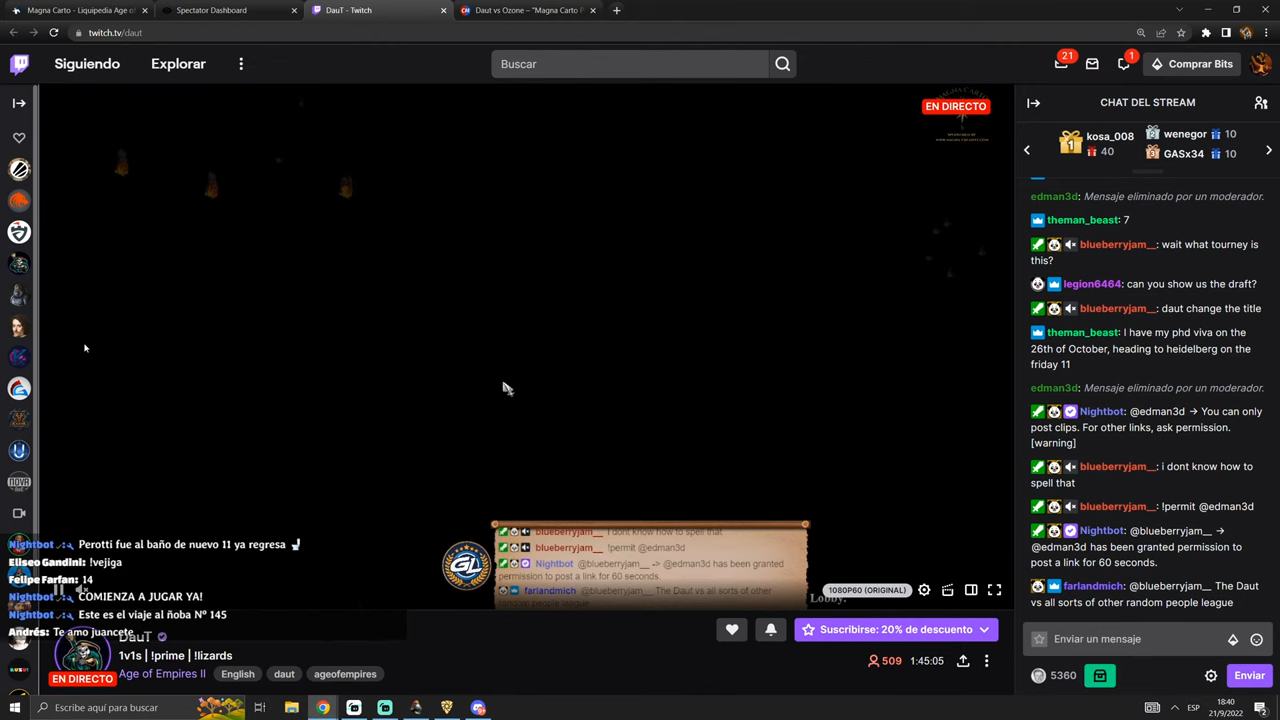 Magna Carto - Liquipedia Age of
Spectator Dashboard
DauT - Twitch
Daut vs Ozone – "Magna Carto P
twitch.tv/daut
Siguiendo
Explorar
Buscar
21
1
Comprar Bits
MAGNA CARTO
EN DIRECTO
CHAT DEL STREAM
1
kosa_008
40
2
wenegor
10
3
GASx34
10
edman3d: Mensaje eliminado por un moderador.
theman_beast: 7
blueberryjam__: wait what tourney is
this?
legion6464: can you show us the draft?
blueberryjam__: daut change the title
theman_beast: I have my phd viva on the
26th of October, heading to heidelberg on the
friday 11
edman3d: Mensaje eliminado por un moderador.
Nightbot: @edman3d -> You can only
post clips. For other links, ask permission.
[warning]
blueberryjam__: i dont know how to
spell that
blueberryjam__: !permit @edman3d
Nightbot: @blueberryjam__ ->
@edman3d has been granted permission to
post a link for 60 seconds.
farlandmich: @blueberryjam__ The Daut
vs all sorts of other random people league
Enviar un mensaje
5360
Enviar
blueberryjam__ I dont know how to spell that
blueberryjam__ !permit @edman3d
Nightbot @blueberryjam__ -> @edman3d has been granted
permission to post a link for 60 seconds.
farlandmich @blueberryjam__ The Daut vs all sorts of other
random people league
GL
Lobby.
1080P60 (ORIGINAL)
Nightbot Perotti fue al baño de nuevo 11 ya regresa
Eliseo Gandini: !vejiga
Felipe Farfan: 14
Nightbot COMIENZA A JUGAR YA!
Nightbot Este es el viaje al ñoba Nº 145
Andrés: Te amo juancete
DauT
1v1s | !prime | !lizards
Age of Empires II
English
daut
ageofempires
EN DIRECTO
Suscribirse: 20% de descuento
509
1:45:05
Escribe aquí para buscar
ESP
18:40
21/9/2022
2